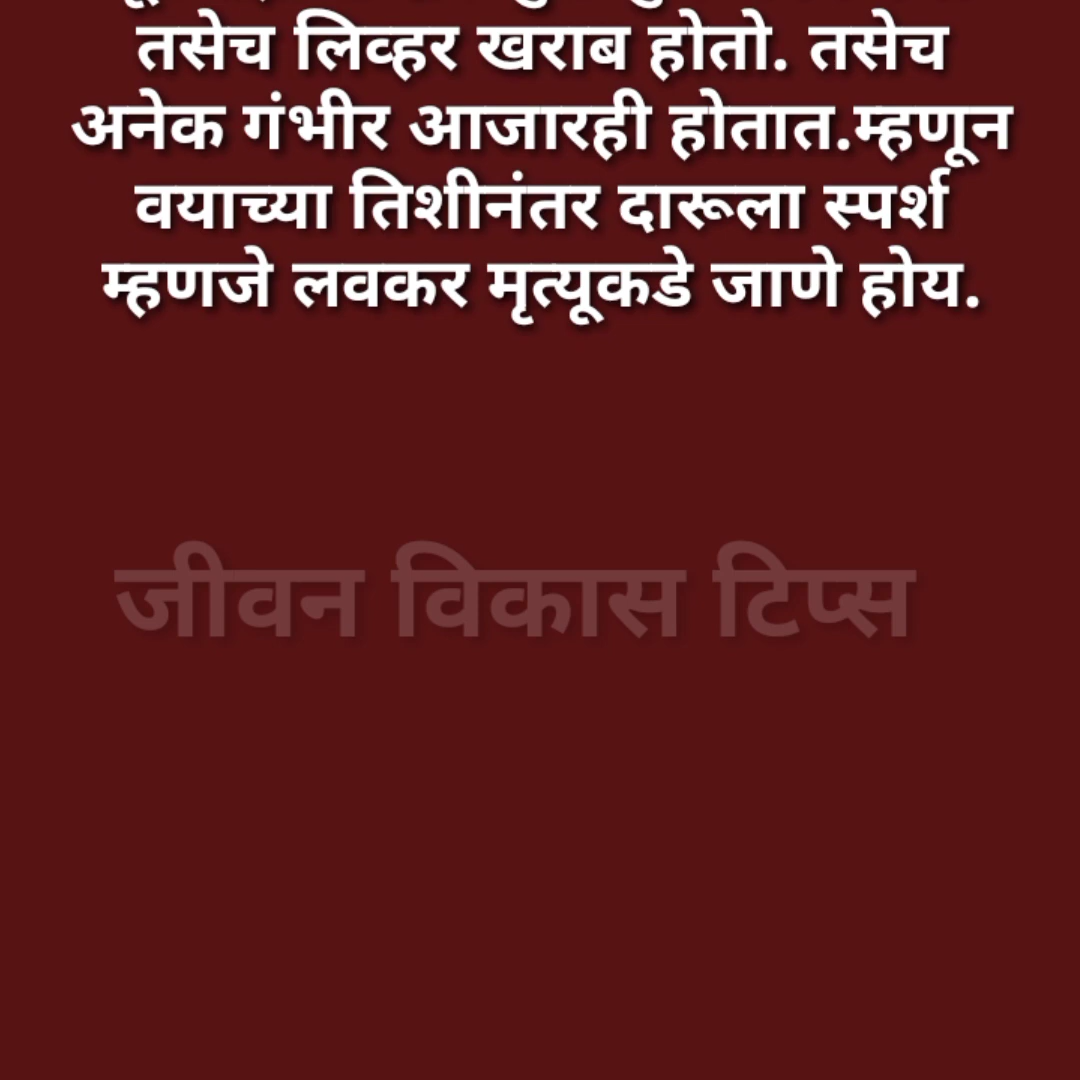 तसेच लिव्हर खराब होतो. तसेच
अनेक गंभीर आजारही होतात.म्हणून
वयाच्या तिशीनंतर दारूला स्पर्श
म्हणजे लवकर मृत्यूकडे जाणे होय.
जीवन विकास टिप्स